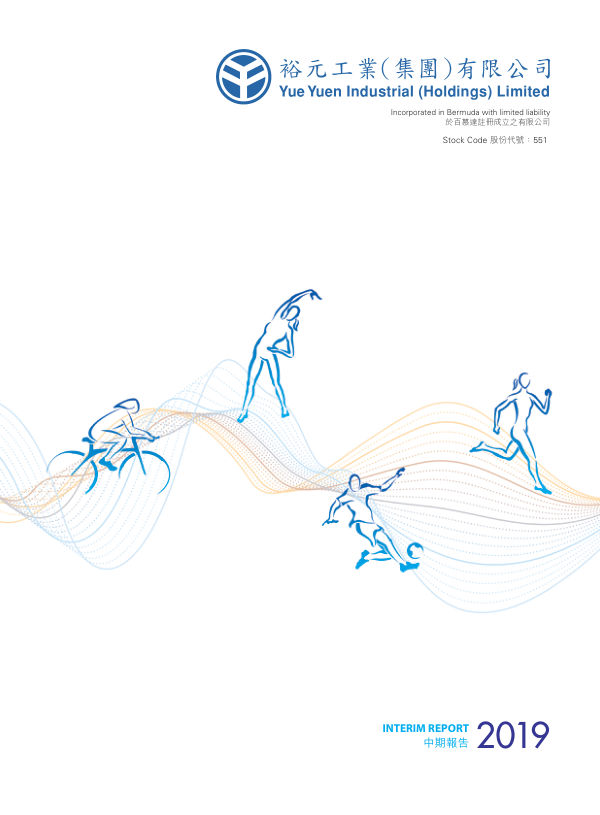 裕元工業(集團)有限公司
Yue Yuen Industrial (Holdings) Limited
Incorporated in Bermuda with limited liability
於百慕達註冊成立之有限公司
Stock Code 股份代號：551
INTERIM REPORT
中期報告
2019